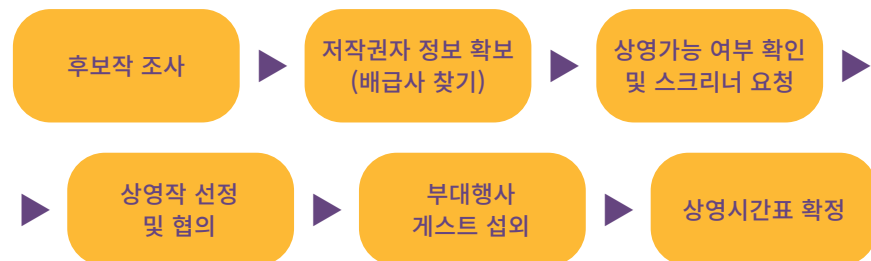 후보작 조사
저작권자 정보 확보
(배급사 찾기)
상영가능 여부 확인
및 스크리너 요청
상영작 선정
및 협의
부대행사
게스트 섭외
상영시간표 확정